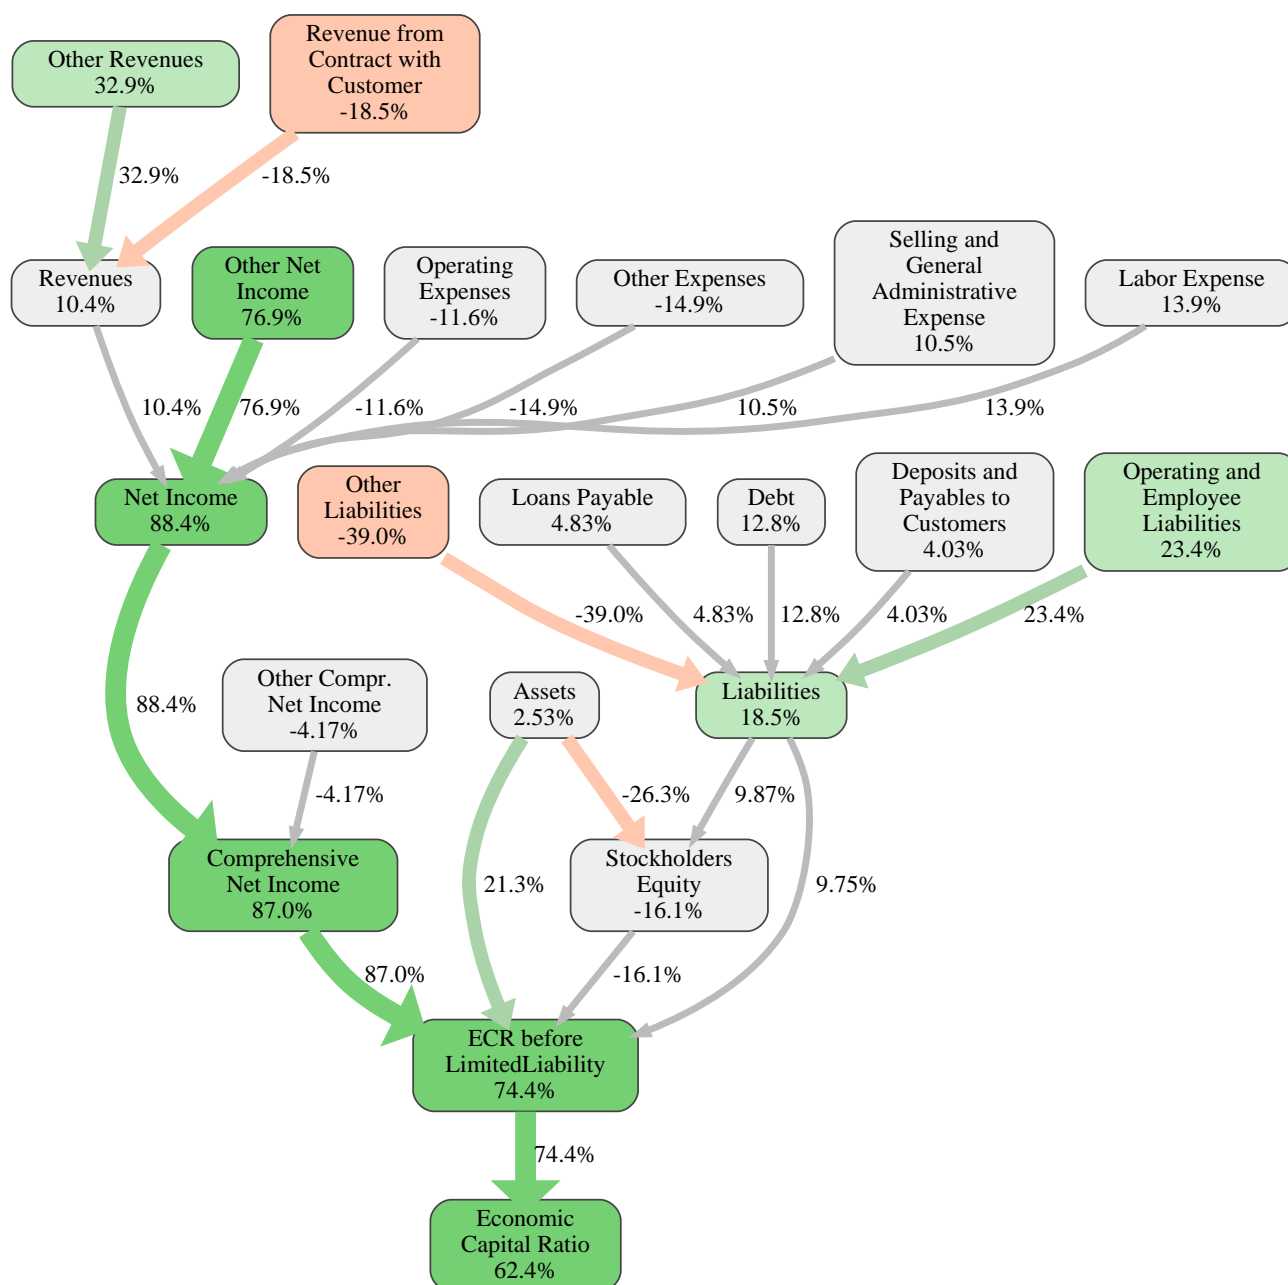 Other Revenues
32.9%
Revenue from
Contract with
Customer
-18.5%
32.9%
-18.5%
Revenues
10.4%
Other Net
Income
76.9%
Operating
Expenses
-11.6%
Other Expenses
-14.9%
Selling and
General
Administrative
Expense
10.5%
Labor Expense
13.9%
10.4%
76.9%
-11.6%
-14.9%
10.5%
13.9%
Net Income
88.4%
Other
Liabilities
-39.0%
Loans Payable
4.83%
Debt
12.8%
Deposits and
Payables to
Customers
4.03%
Operating and
Employee
Liabilities
23.4%
-39.0%
4.83%
12.8%
4.03%
23.4%
88.4%
Other Compr.
Net Income
-4.17%
Assets
2.53%
Liabilities
18.5%
-4.17%
-26.3%
9.87%
Comprehensive
Net Income
87.0%
21.3%
Stockholders
Equity
-16.1%
9.75%
87.0%
-16.1%
ECR before
LimitedLiability
74.4%
74.4%
Economic
Capital Ratio
62.4%